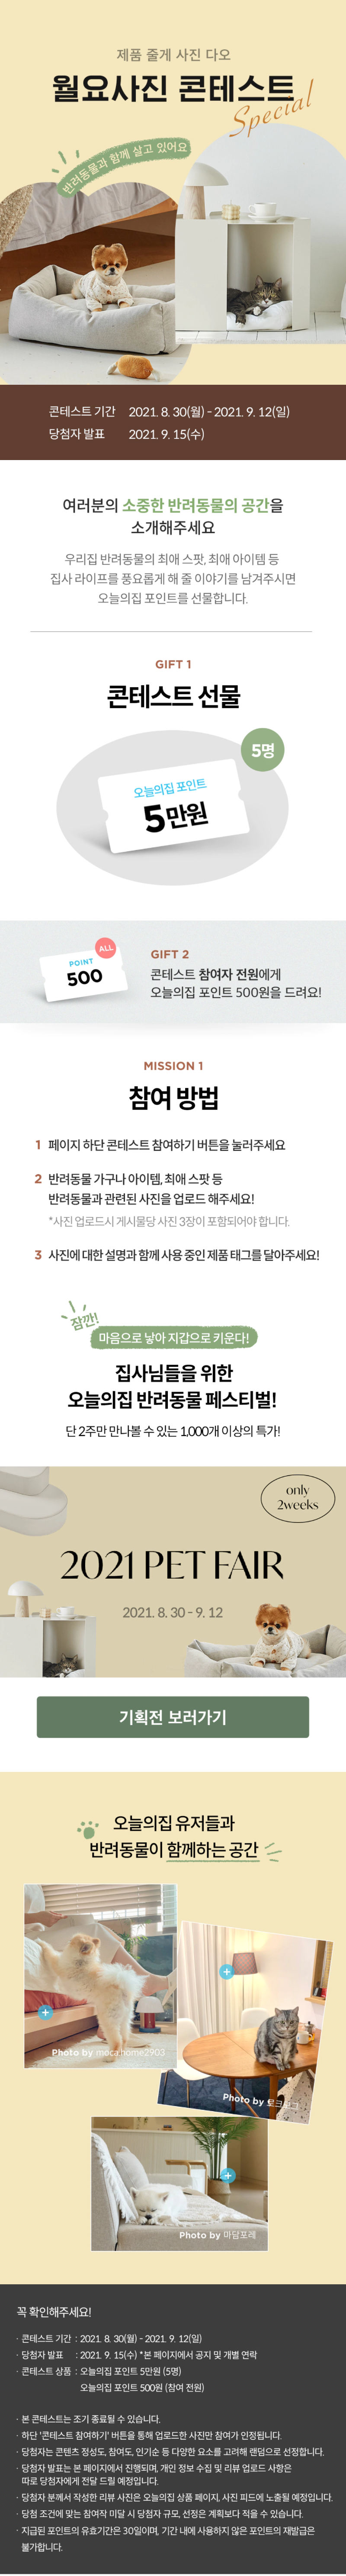 제품 줄게 사진 다오
월요사진 콘테스트
Special
반려동물과 함께 살고 있어요
콘테스트 기간 2021. 8. 30(월) - 2021. 9. 12(일)
당첨자 발표 2021. 9. 15(수)
여러분의 소중한 반려동물의 공간을
소개해주세요
우리집 반려동물의 최애 스팟, 최애 아이템 등
집사 라이프를 풍요롭게 해 줄 이야기를 남겨주시면
오늘의집 포인트를 선물합니다.
GIFT 1
콘테스트 선물
5명
오늘의집 포인트
5만원
ALL
POINT
500
GIFT 2
콘테스트 참여자 전원에게
오늘의집 포인트 500원을 드려요!
MISSION 1
참여 방법
1 페이지 하단 콘테스트 참여하기 버튼을 눌러주세요
2 반려동물 가구나 아이템, 최애 스팟 등
반려동물과 관련된 사진을 업로드 해주세요!
*사진 업로드시 게시물당 사진 3장이 포함되어야 합니다.
3 사진에 대한 설명과 함께 사용 중인 제품 태그를 달아주세요!
잠깐!
마음으로 낳아 지갑으로 키운다!
집사님들을 위한
오늘의집 반려동물 페스티벌!
단 2주만 만나볼 수 있는 1,000개 이상의 특가!
only
2weeks
2021 PET FAIR
2021. 8. 30 - 9. 12
기획전 보러가기
오늘의집 유저들과
반려동물이 함께하는 공간
Photo by moca.home2903
Photo by
Photo by 마담포레
꼭 확인해주세요!
· 콘테스트 기간 : 2021. 8. 30(월) - 2021. 9. 12(일)
· 당첨자 발표 : 2021. 9. 15(수) *본 페이지에서 공지 및 개별 연락
· 콘테스트 상품 : 오늘의집 포인트 5만원 (5명)
오늘의집 포인트 500원 (참여 전원)
· 본 콘테스트는 조기 종료될 수 있습니다.
· 하단 '콘테스트 참여하기' 버튼을 통해 업로드한 사진만 참여가 인정됩니다.
· 당첨자는 콘텐츠 정성도, 참여도, 인기순 등 다양한 요소를 고려해 랜덤으로 선정합니다.
· 당첨자 발표는 본 페이지에서 진행되며, 개인 정보 수집 및 리뷰 업로드 사항은
따로 당첨자에게 전달 드릴 예정입니다.
· 당첨자 분께서 작성한 리뷰 사진은 오늘의집 상품 페이지, 사진 피드에 노출될 예정입니다.
· 당첨 조건에 맞는 참여작 미달 시 당첨자 규모, 선정은 계획보다 적을 수 있습니다.
· 지급된 포인트의 유효기간은 30일이며, 기간 내에 사용하지 않은 포인트의 재발급은
불가합니다.